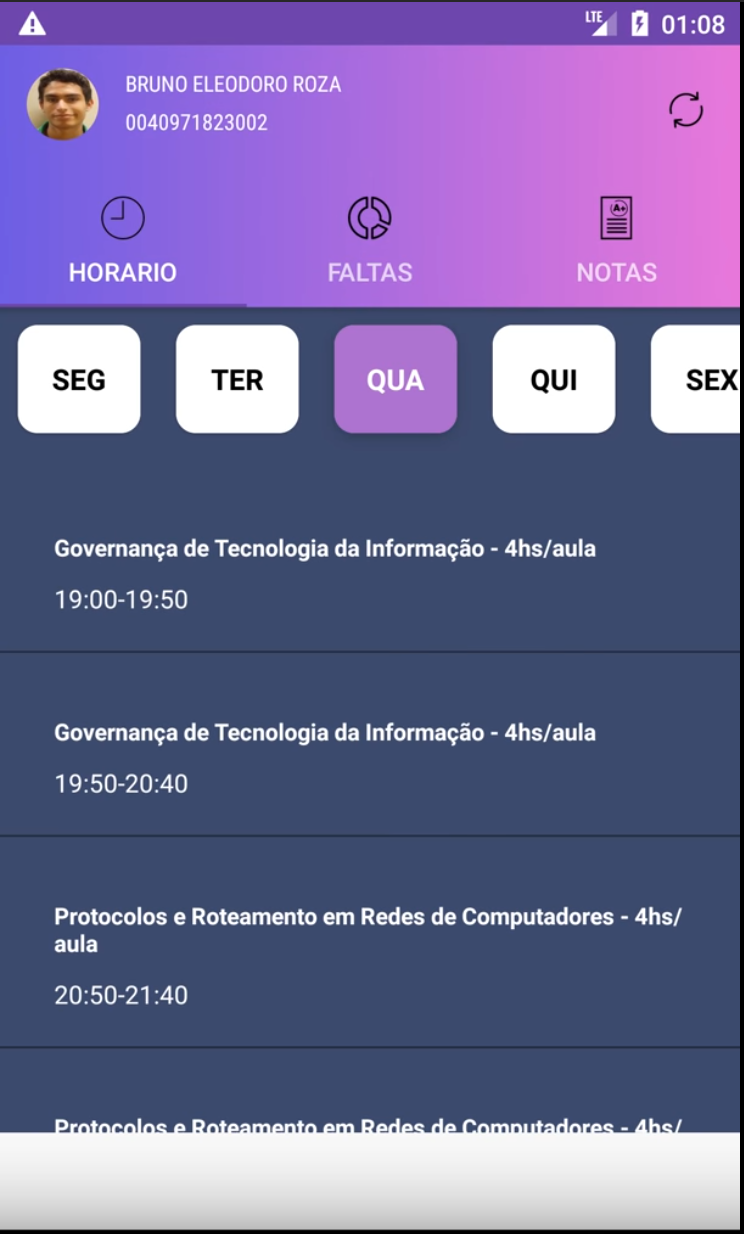 LTE 01:08
BRUNO ELEODORO ROZA
0040971823002
A+
HORARIO FALTAS NOTAS
SEG TER QUA QUI SEX
Governança de Tecnologia da Informação - 4hs/aula
19:00-19:50
Governança de Tecnologia da Informação - 4hs/aula
19:50-20:40
Protocolos e Roteamento em Redes de Computadores - 4hs/
aula
20:50-21:40
Protocolos e Roteamento em Redes de Computadores - 4hs/